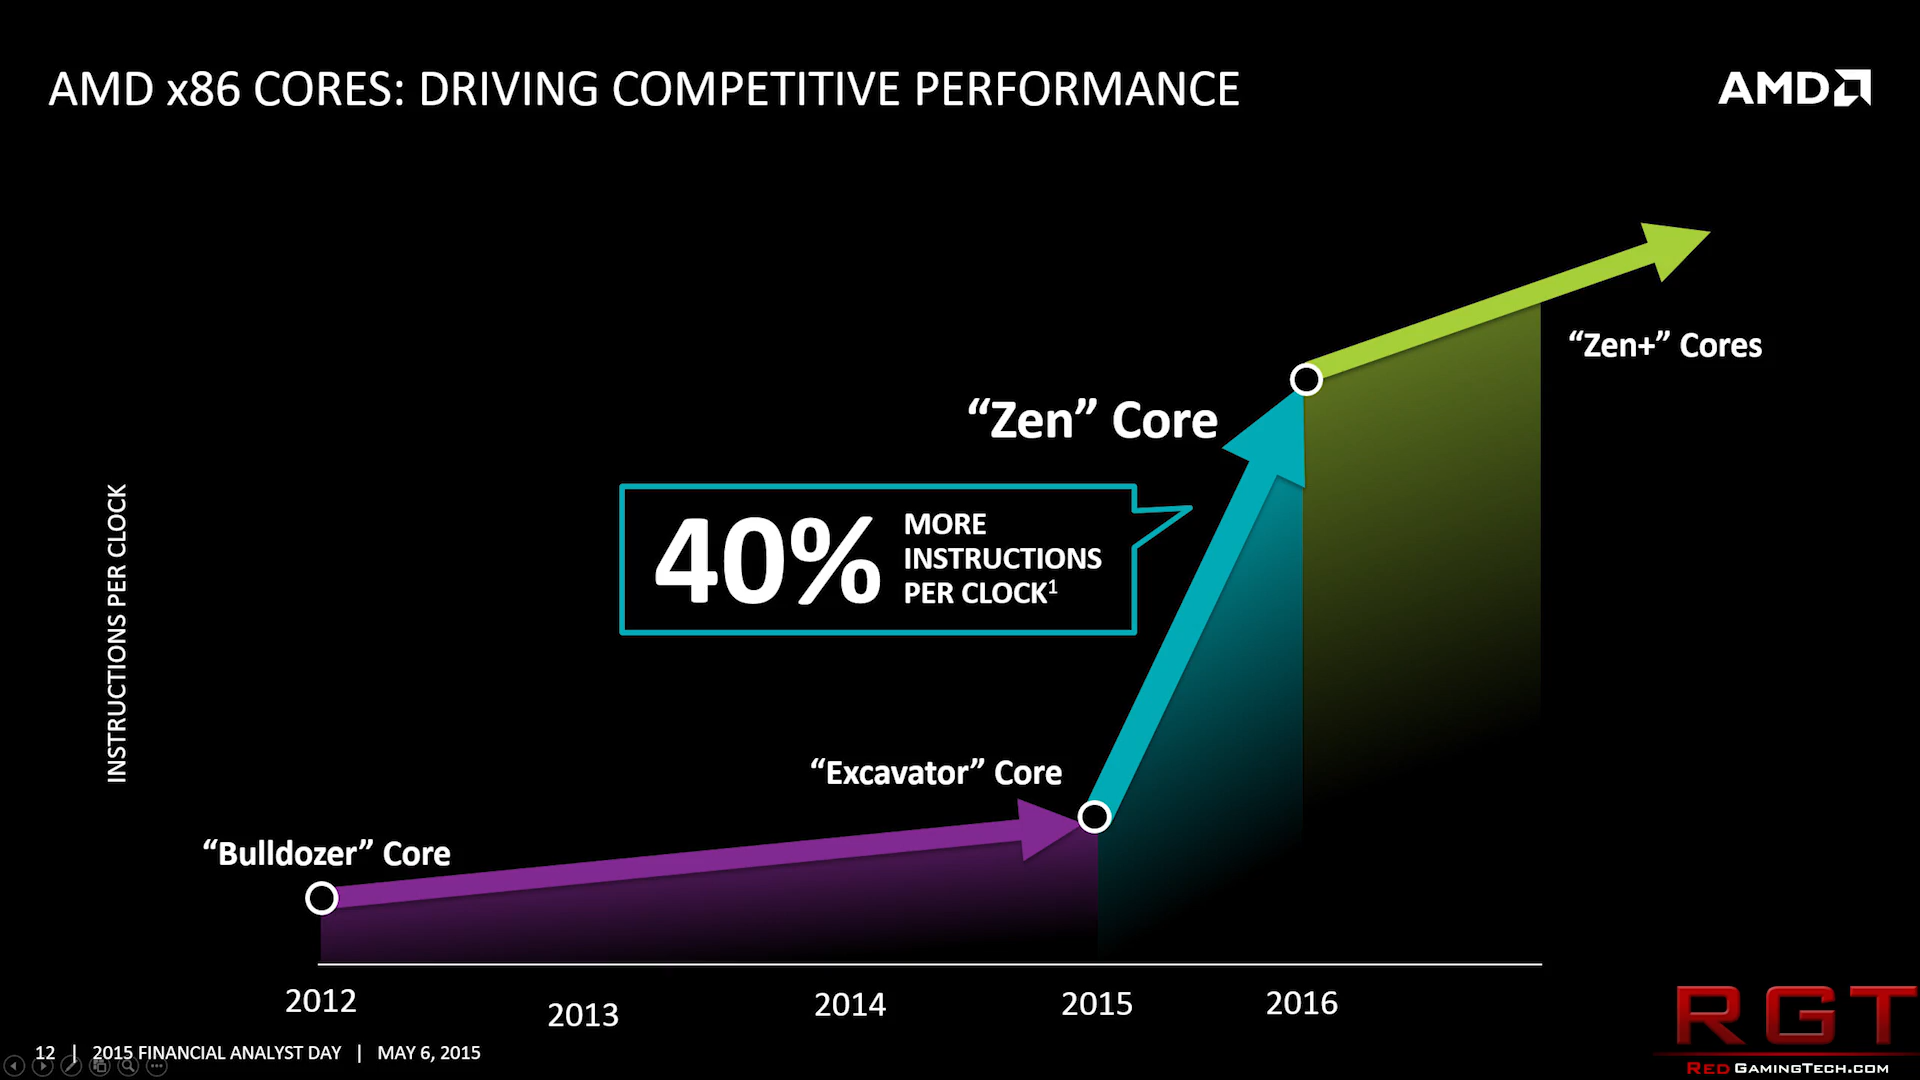 AMD x86 CORES: DRIVING COMPETITIVE PERFORMANCE
AMD
“Zen+” Cores
“Zen” Core
40%
MORE
INSTRUCTIONS
PER CLOCK¹
INSTRUCTIONS PER CLOCK
“Excavator” Core
“Bulldozer” Core
2012
2013
2014
2015
2016
12 | 2015 FINANCIAL ANALYST DAY | MAY 6, 2015
RGT
RED GAMINGTECH.COM